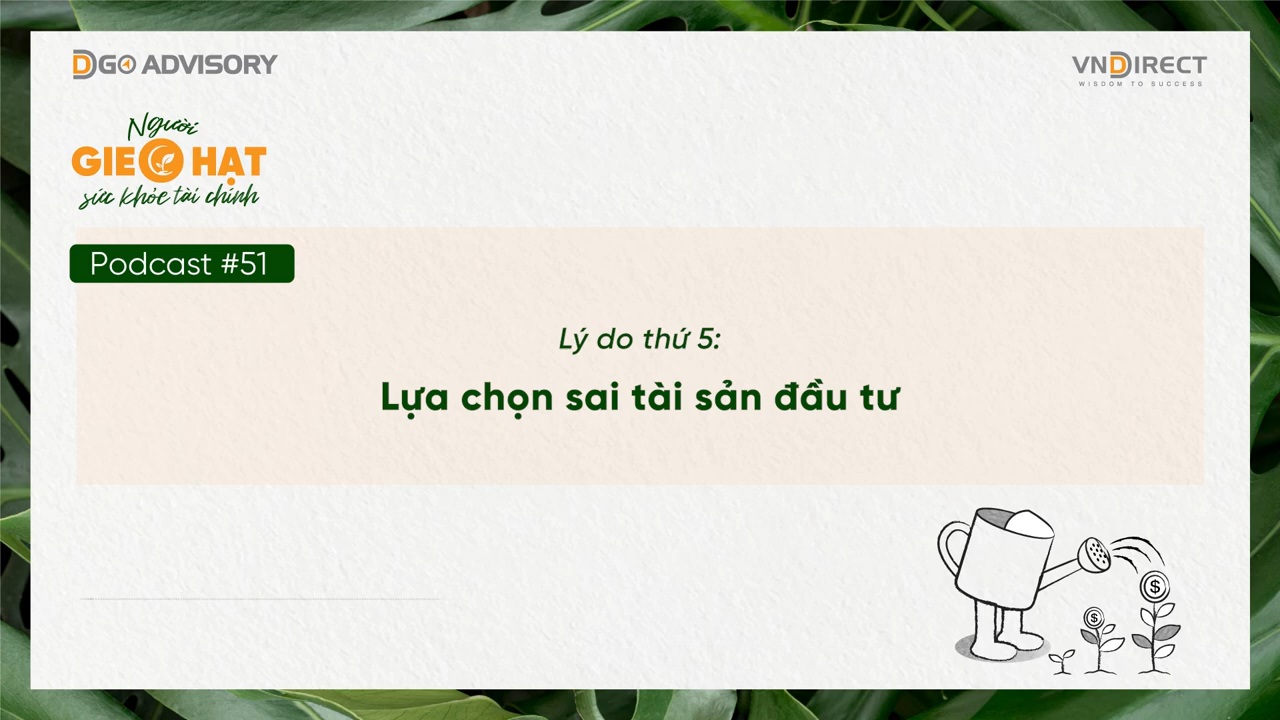 DGO ADVISORY
VNDIRECT
WISDOM TO SUCCESS
Người
GIEO HẠT
sức khỏe tài chính
Podcast #51
Lý do thứ 5:
Lựa chọn sai tài sản đầu tư
$
$